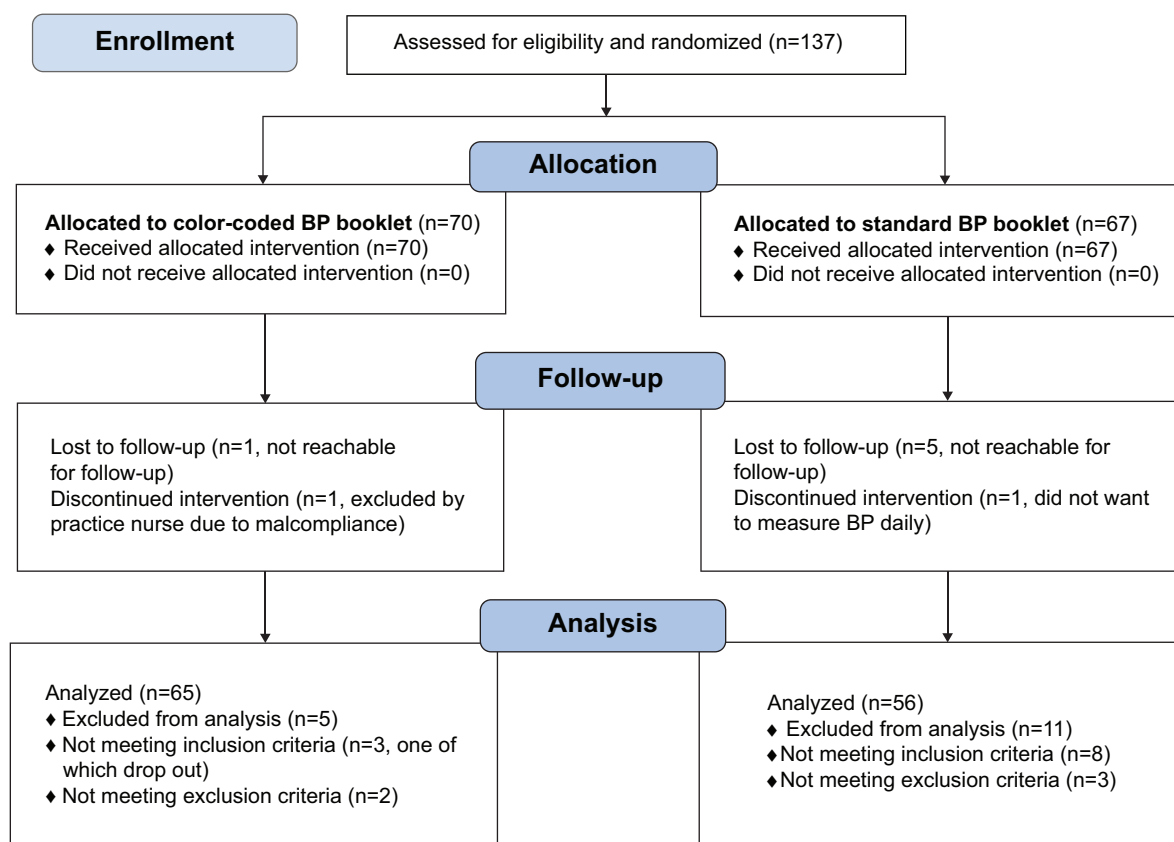 Enrollment
Assessed for eligibility and randomized (n=137)
Allocation
Allocated to color-coded BP booklet (n=70)
♦ Received allocated intervention (n=70)
♦ Did not receive allocated intervention (n=0)
Allocated to standard BP booklet (n=67)
♦ Received allocated intervention (n=67)
♦ Did not receive allocated intervention (n=0)
Follow-up
Lost to follow-up (n=1, not reachable
for follow-up)
Discontinued intervention (n=1, excluded by
practice nurse due to malcompliance)
Lost to follow-up (n=5, not reachable for
follow-up)
Discontinued intervention (n=1, did not want
to measure BP daily)
Analysis
Analyzed (n=65)
♦ Excluded from analysis (n=5)
♦ Not meeting inclusion criteria (n=3, one of
which drop out)
♦ Not meeting exclusion criteria (n=2)
Analyzed (n=56)
♦ Excluded from analysis (n=11)
♦Not meeting inclusion criteria (n=8)
♦Not meeting exclusion criteria (n=3)